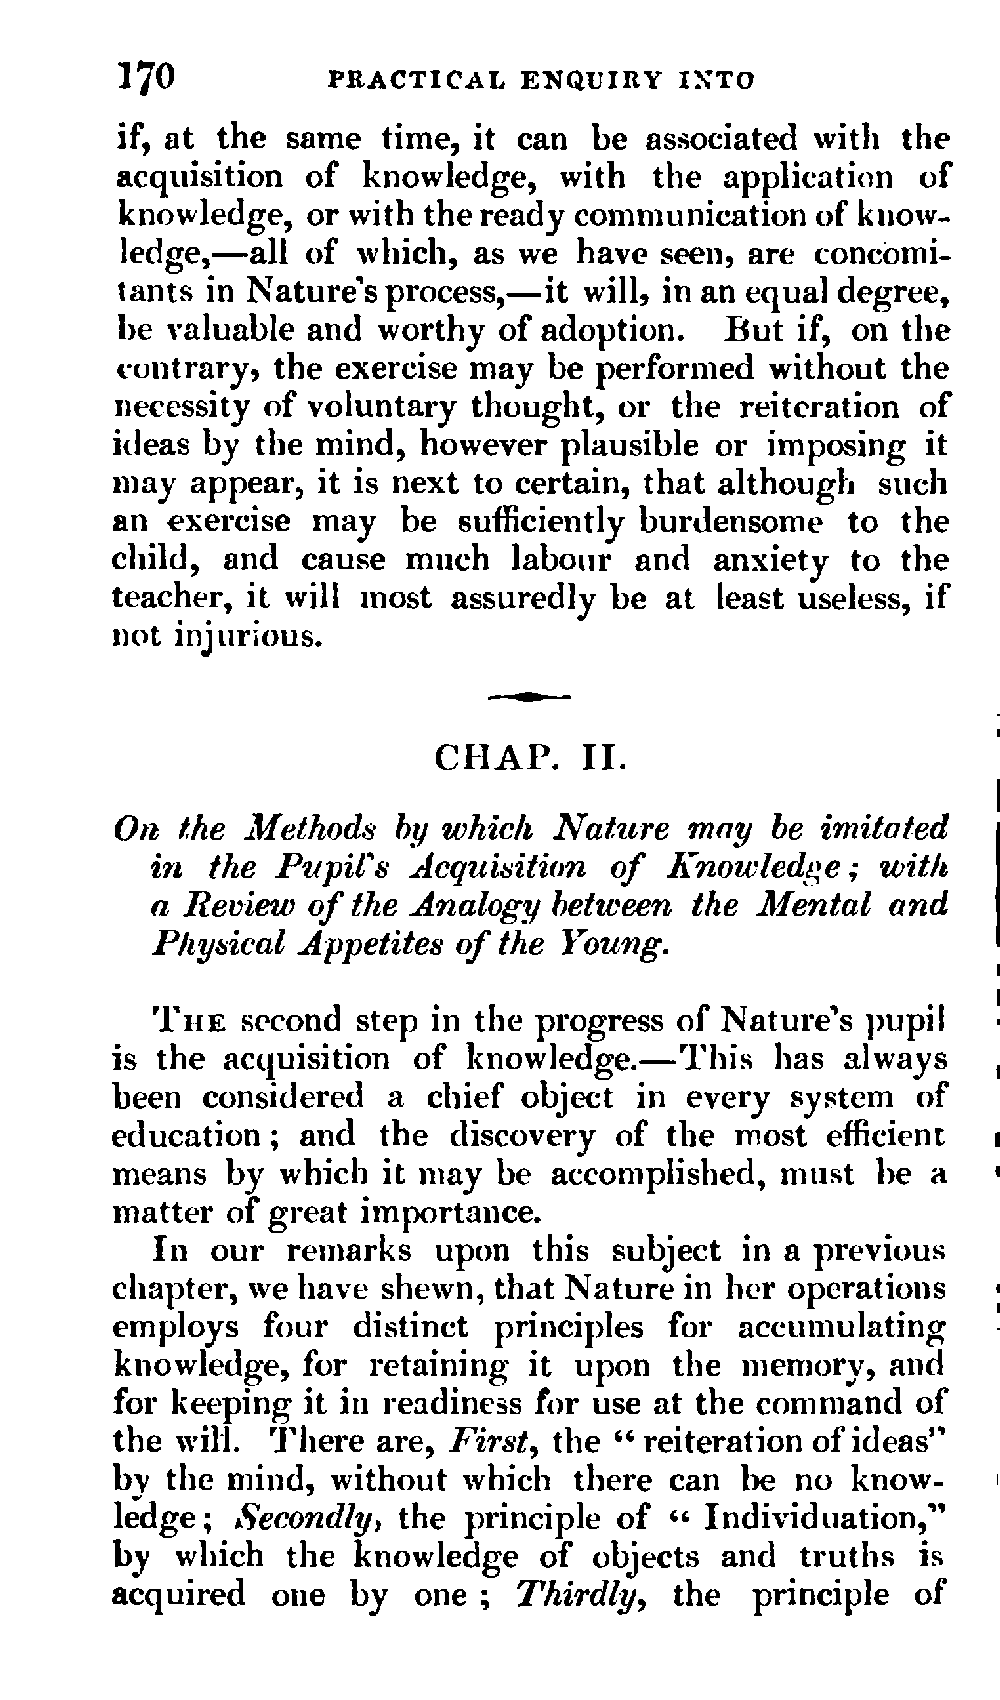 170 PRACTICAL ENQUIRY INTO
if, at the same time, it can be associated with the
acquisition of knowledge, with the application of
knowledge, or with the ready communication of know-
ledge,—all of which, as we have seen, are concomi-
tants in Nature's process,—it will, in an equal degree,
be valuable and worthy of adoption. But if, on the
contrary, the exercise may be performed without the
necessity of voluntary thought, or the reiteration of
ideas by the mind, however plausible or imposing it
may appear, it is next to certain, that although such
an exercise may be sufficiently burdensome to the
child, and cause much labour and anxiety to the
teacher, it will most assuredly be at least useless, if
not injurious.
CHAP. II.
On the Methods by which Nature may be imitated
in the Pupil's Acquisition of Knowledge; with
a Review of the Analogy between the Mental and
Physical Appetites of the Young.
THE second step in the progress of Nature's pupil
is the acquisition of knowledge.—This has always
been considered a chief object in every system of
education; and the discovery of the most efficient
means by which it may be accomplished, must be a
matter of great importance.
In our remarks upon this subject in a previous
chapter, we have shewn, that Nature in her operations
employs four distinct principles for accumulating
knowledge, for retaining it upon the memory, and
for keeping it in readiness for use at the command of
the will. There are, First, the "reiteration of ideas"
by the mind, without which there can be no know-
ledge; Secondly, the principle of "Individuation,"
by which the knowledge of objects and truths is
acquired one by one; Thirdly, the principle of